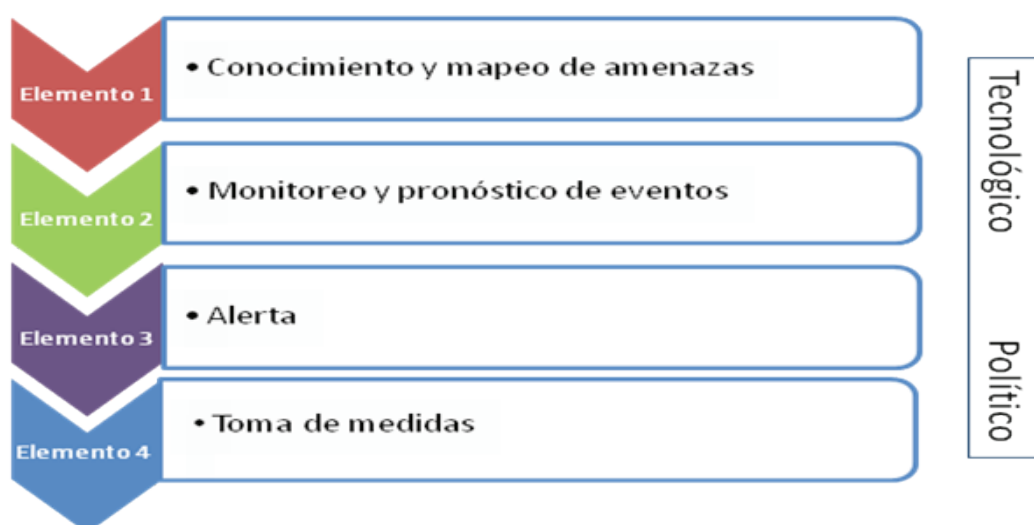 Elemento 1
• Conocimiento y mapeo de amenazas
Elemento 2
• Monitoreo y pronóstico de eventos
Elemento 3
• Alerta
Elemento 4
• Toma de medidas
Tecnológico
Político